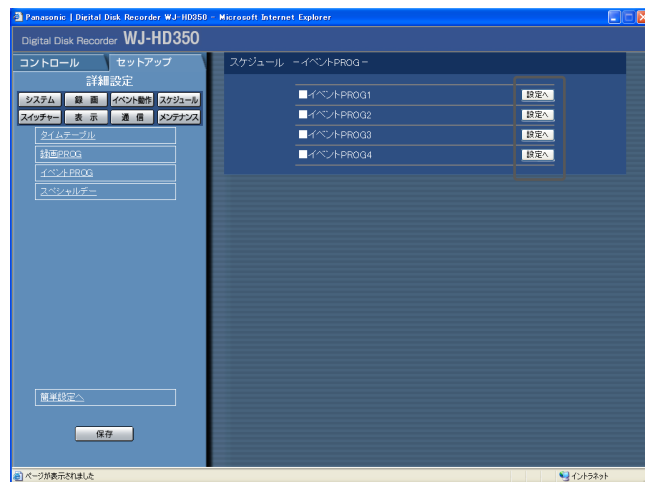 Panasonic | Digital Disk Recorder WJ-HD350 - Microsoft Internet Explorer
Digital Disk Recorder WJ-HD350
コントロール セットアップ
詳細設定
システム 録 画 イベント動作 スケジュール
スイッチャー 表 示 通 信 メンテナンス
タイムテーブル
録画PROG
イベントPROG
スペシャルデー
簡単設定へ
保存
スケジュール －イベントPROG－
■イベントPROG1 設定へ
■イベントPROG2 設定へ
■イベントPROG3 設定へ
■イベントPROG4 設定へ
ページが表示されました イントラネット